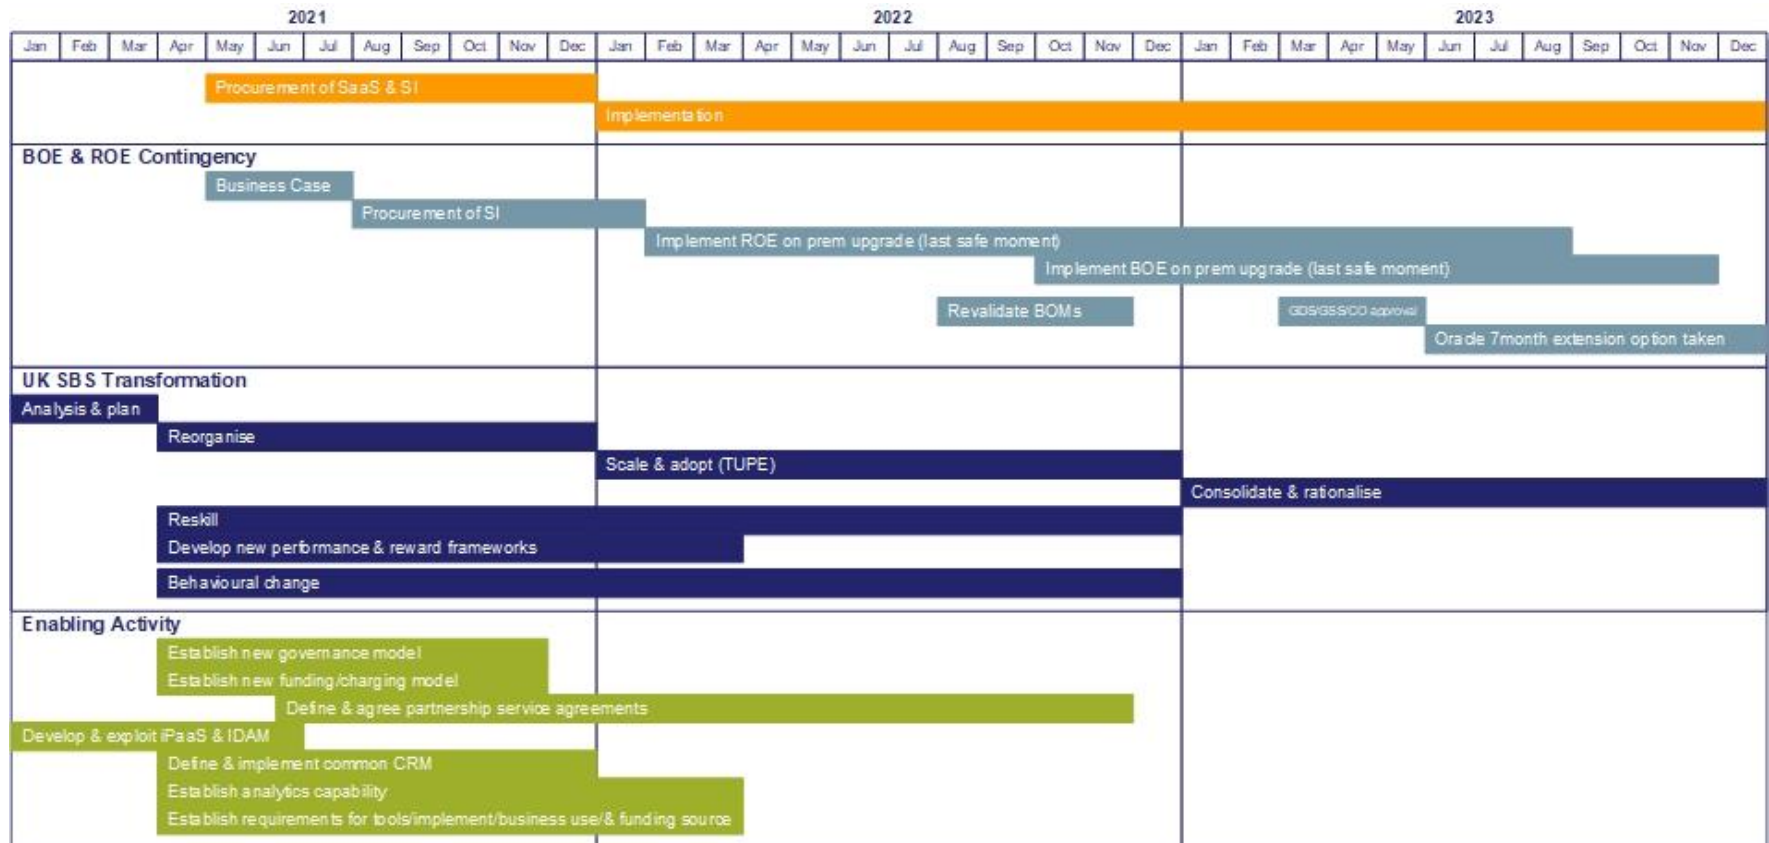 2021 2022 2023
Jan Feb Mar Apr May Jun Jul Aug Sep Oct Nov Dec Jan Feb Mar Apr May Jun Jul Aug Sep Oct Nov Dec Jan Feb Mar Apr May Jun Jul Aug Sep Oct Nov Dec
Procurement of SaaS & SI
Implementation
BOE & ROE Contingency
Business Case
Procurement of SI
Implement ROE on prem upgrade (last safe moment)
Implement BOE on prem upgrade (last safe moment)
Revalidate BOMs GDS/GSS/CO approval
Oracle 7month extension option taken
UK SBS Transformation
Analysis & plan
Reorganise
Scale & adopt (TUPE)
Consolidate & rationalise
Reskill
Develop new performance & reward frameworks
Behavioural change
Enabling Activity
Establish new governance model
Establish new funding/charging model
Define & agree partnership service agreements
Develop & exploit iPaaS & IDAM
Define & implement common CRM
Establish analytics capability
Establish requirements for tools/implement/business use/& funding source